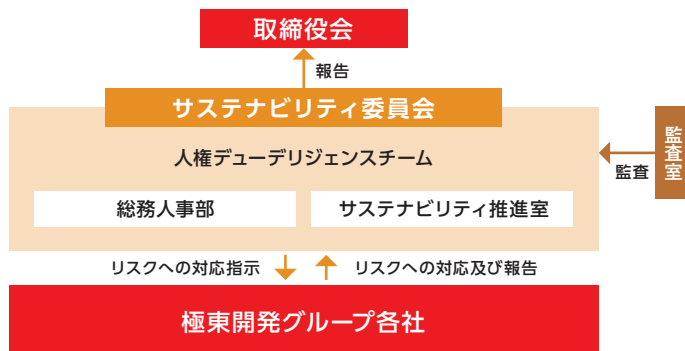 取締役会
報告
サステナビリティ委員会
人権デューデリジェンスチーム
監査室
監査
総務人事部
サステナビリティ推進室
リスクへの対応指示
リスクへの対応及び報告
極東開発グループ各社